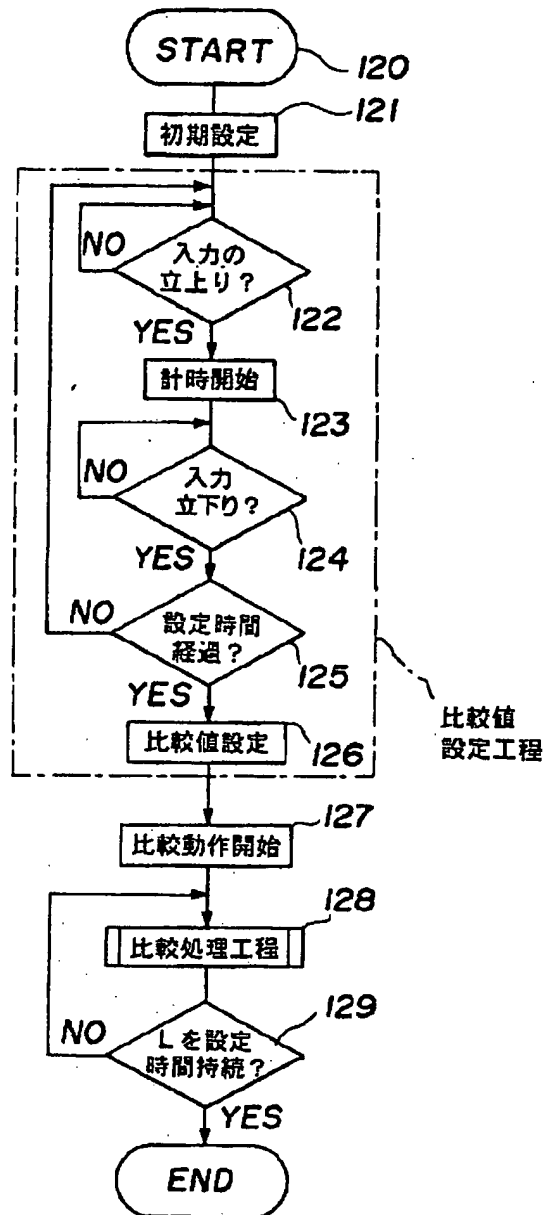 START
120
121
初期設定
NO
入力の
立上り？
122
YES
計時開始
123
NO
入力
立下り？
124
YES
NO
設定時間
経過？
125
YES
比較値設定
126
比較値
設定工程
127
比較動作開始
128
比較処理工程
129
NO
Lを設定
時間持続？
YES
END